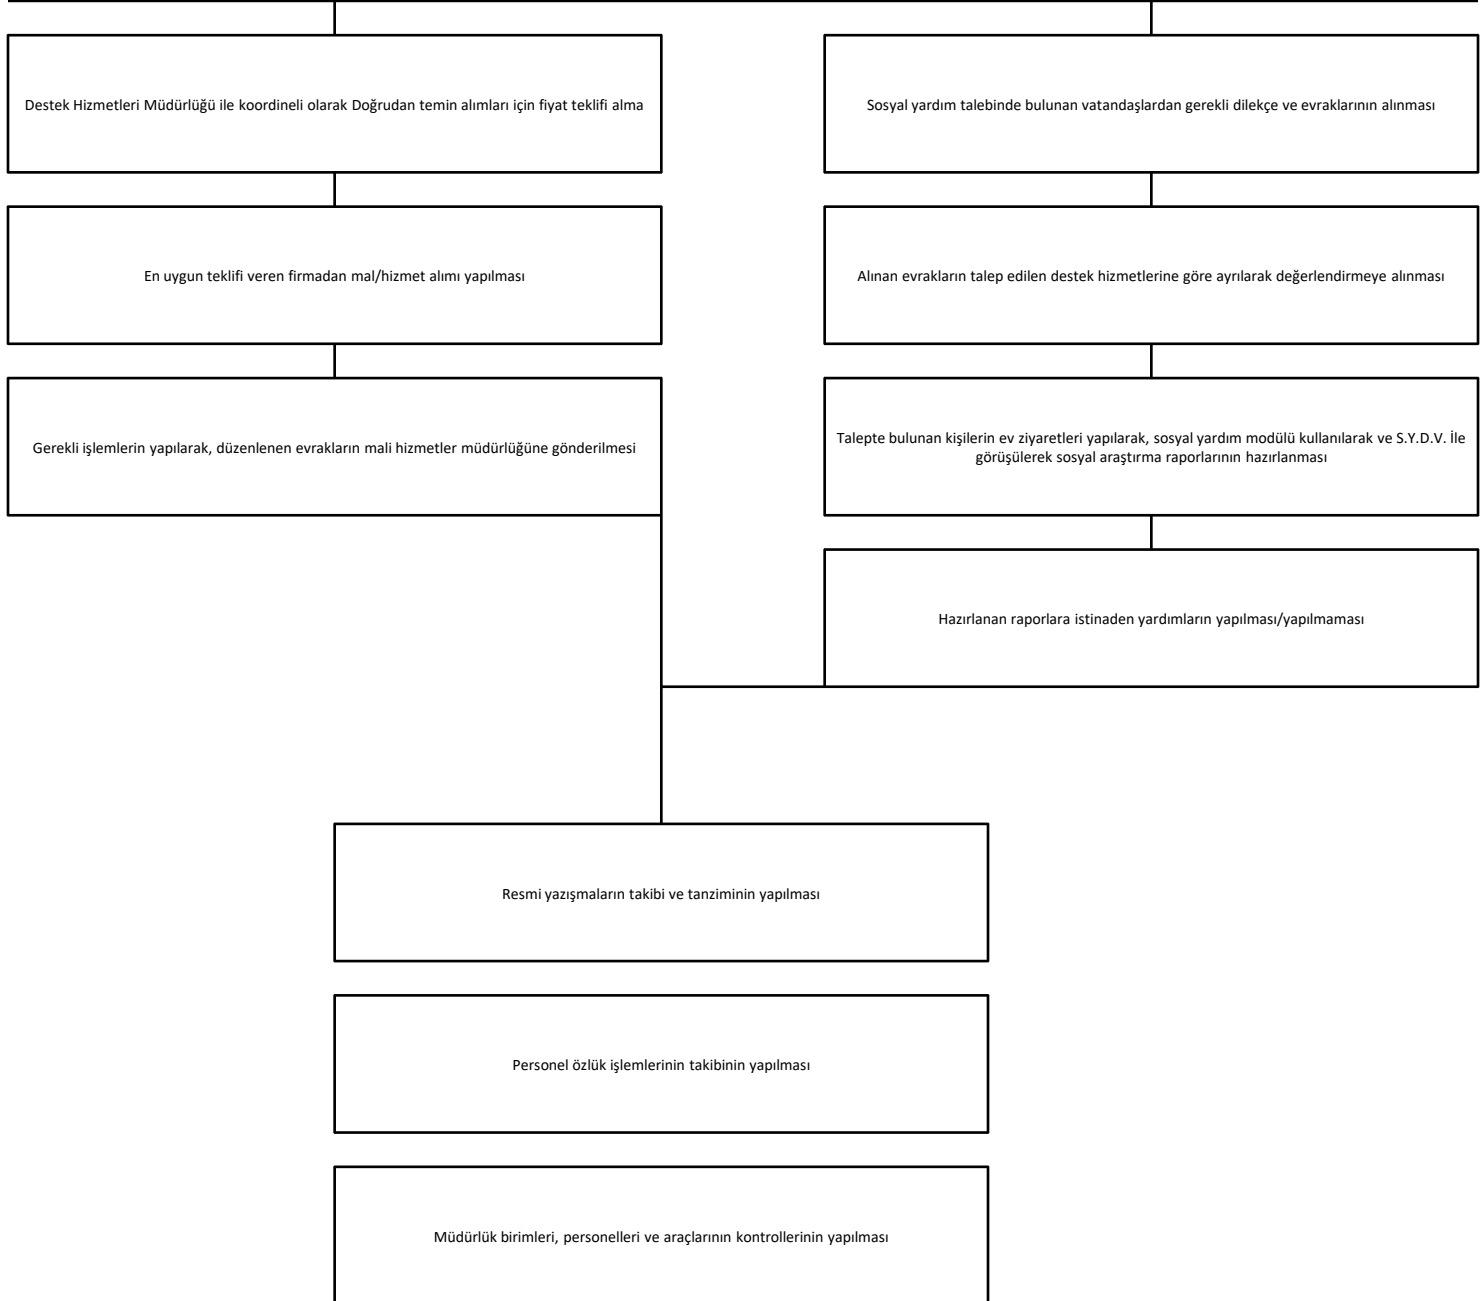 Destek Hizmetleri Müdürlüğü ile koordineli olarak Doğrudan temin alımları için fiyat teklifi alma
Sosyal yardım talebinde bulunan vatandaşlardan gerekli dilekçe ve evraklarının alınması
En uygun teklifi veren firmadan mal/hizmet alımı yapılması
Alınan evrakların talep edilen destek hizmetlerine göre ayrılarak değerlendirmeye alınması
Gerekli işlemlerin yapılarak, düzenlenen evrakların mali hizmetler müdürlüğüne gönderilmesi
Talepte bulunan kişilerin ev ziyaretleri yapılarak, sosyal yardım modülü kullanılarak ve S.Y.D.V. İle
görüşülerek sosyal araştırma raporlarının hazırlanması
Hazırlanan raporlara istinaden yardımların yapılması/yapılmaması
Resmi yazışmaların takibi ve tanziminin yapılması
Personel özlük işlemlerinin takibinin yapılması
Müdürlük birimleri, personelleri ve araçlarının kontrollerinin yapılması